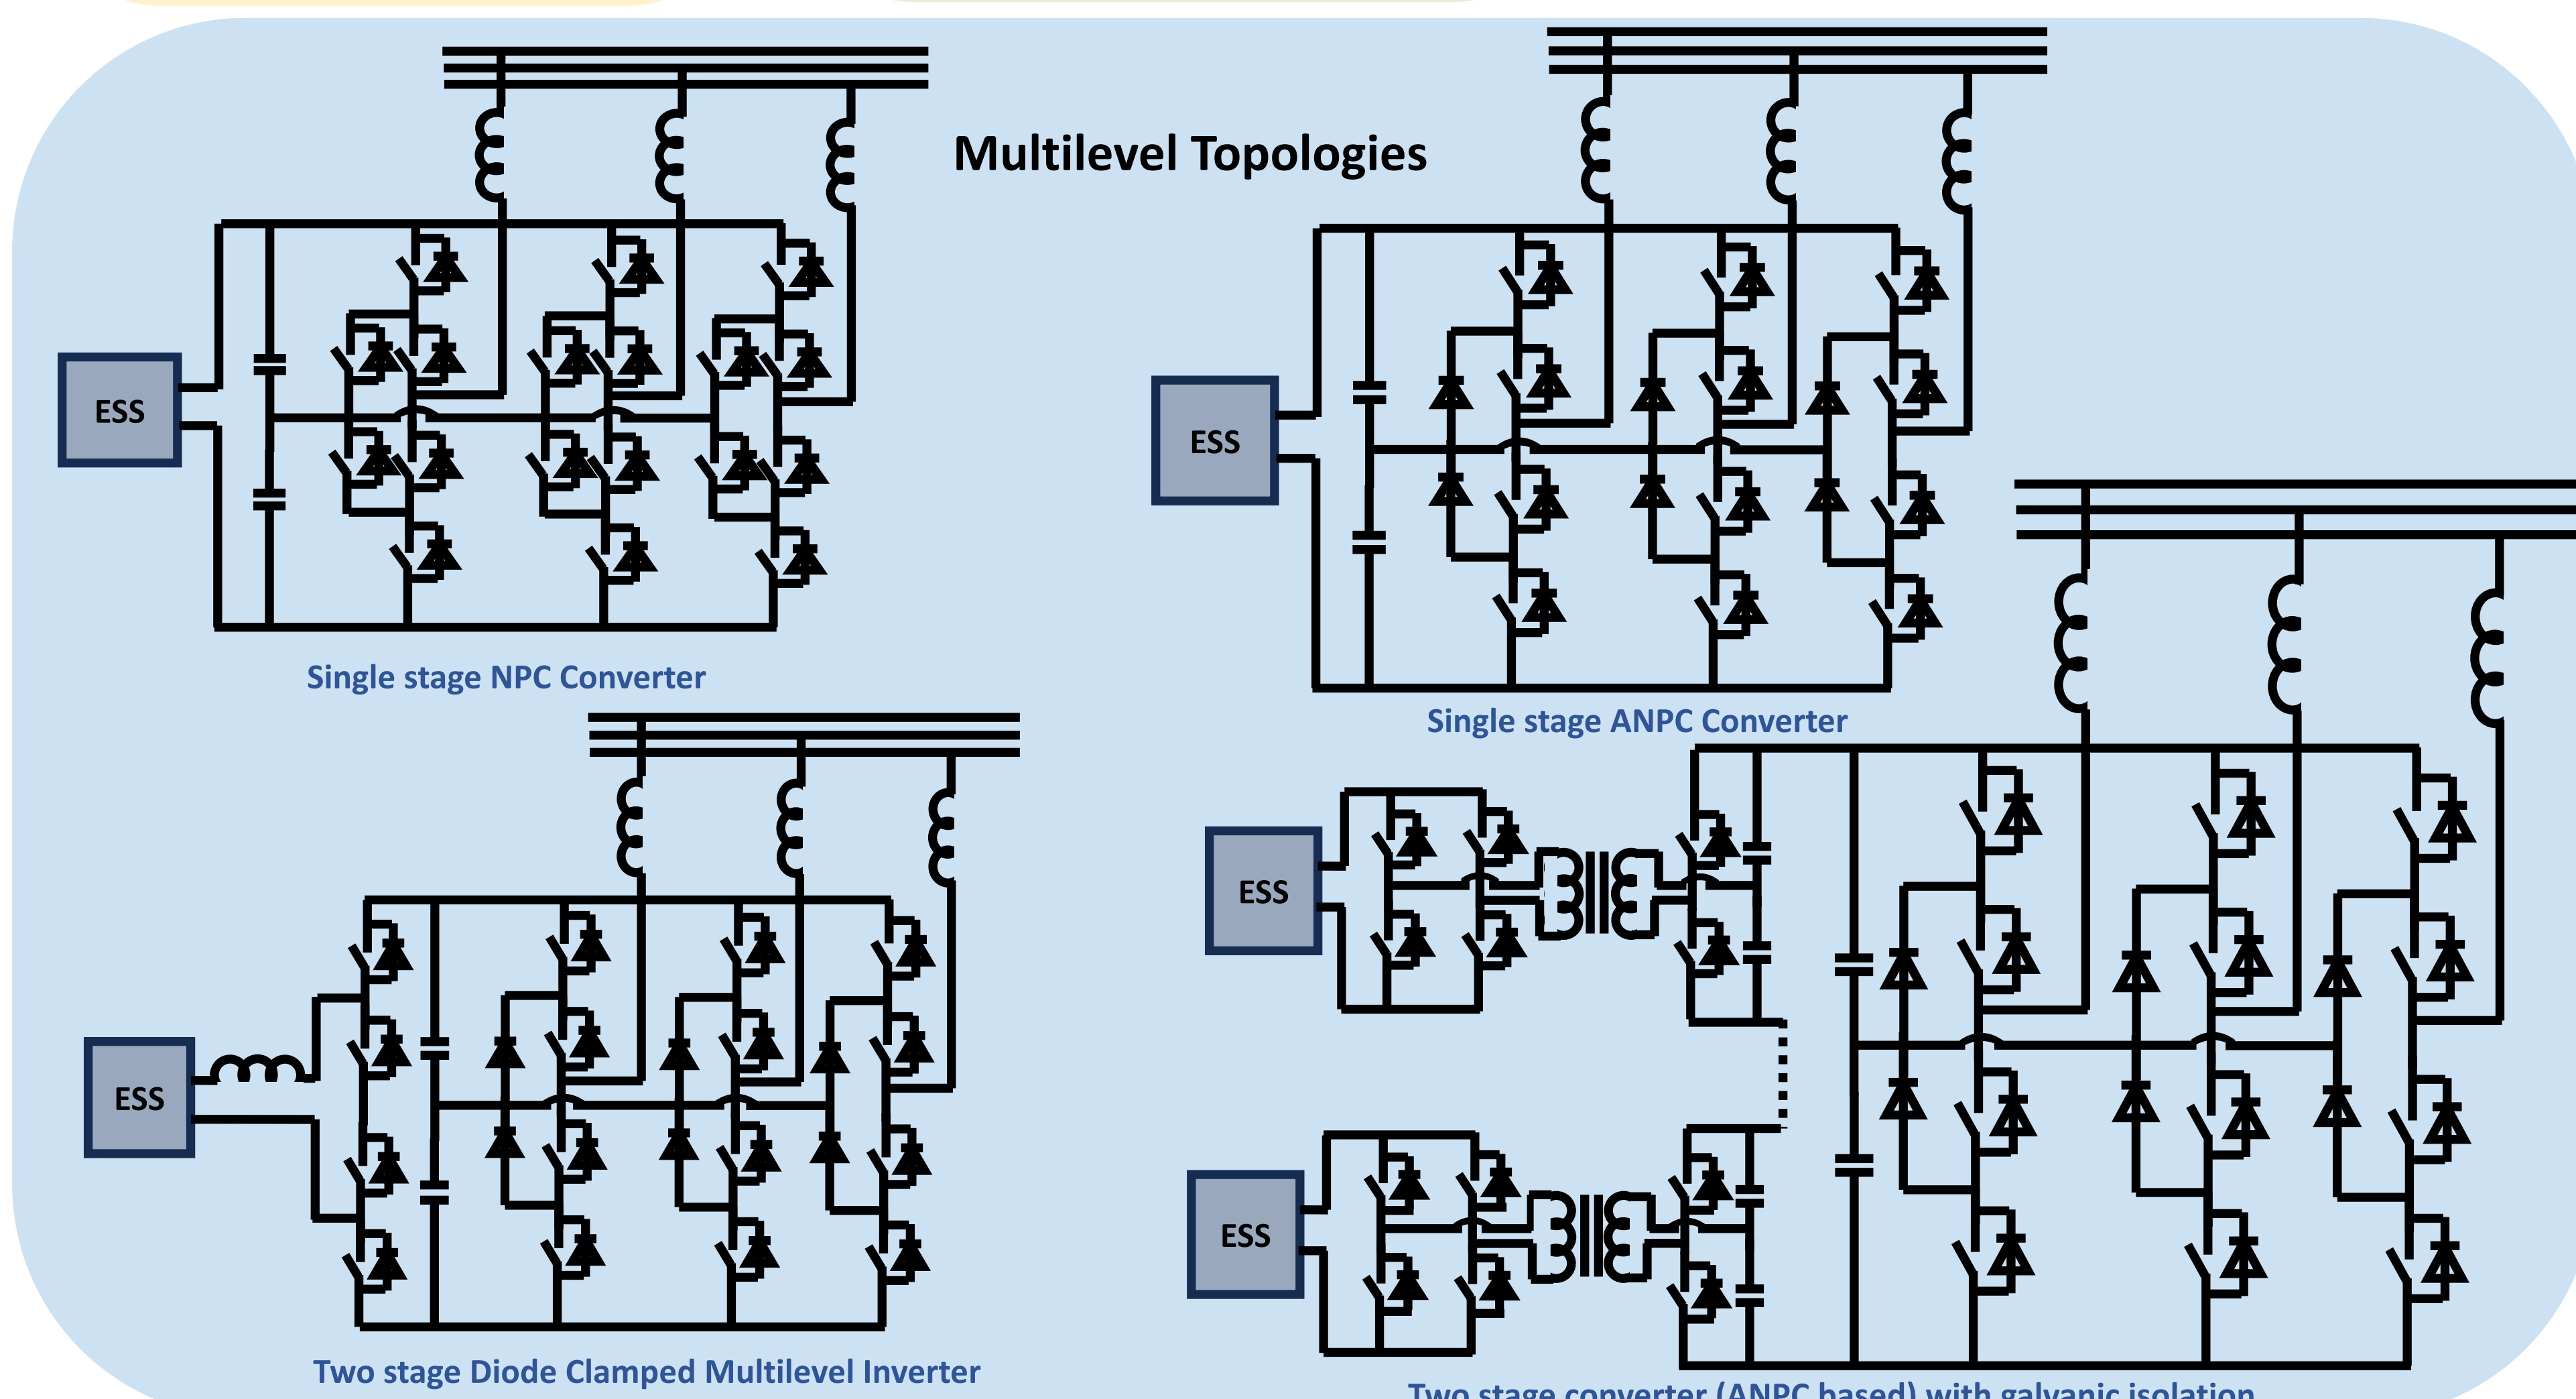 Multilevel Topologies
ESS
Single stage NPC Converter
ESS
Single stage ANPC Converter
ESS
Two stage Diode Clamped Multilevel Inverter
ESS
ESS
Two stage converter (ANPC based) with galvanic isolation